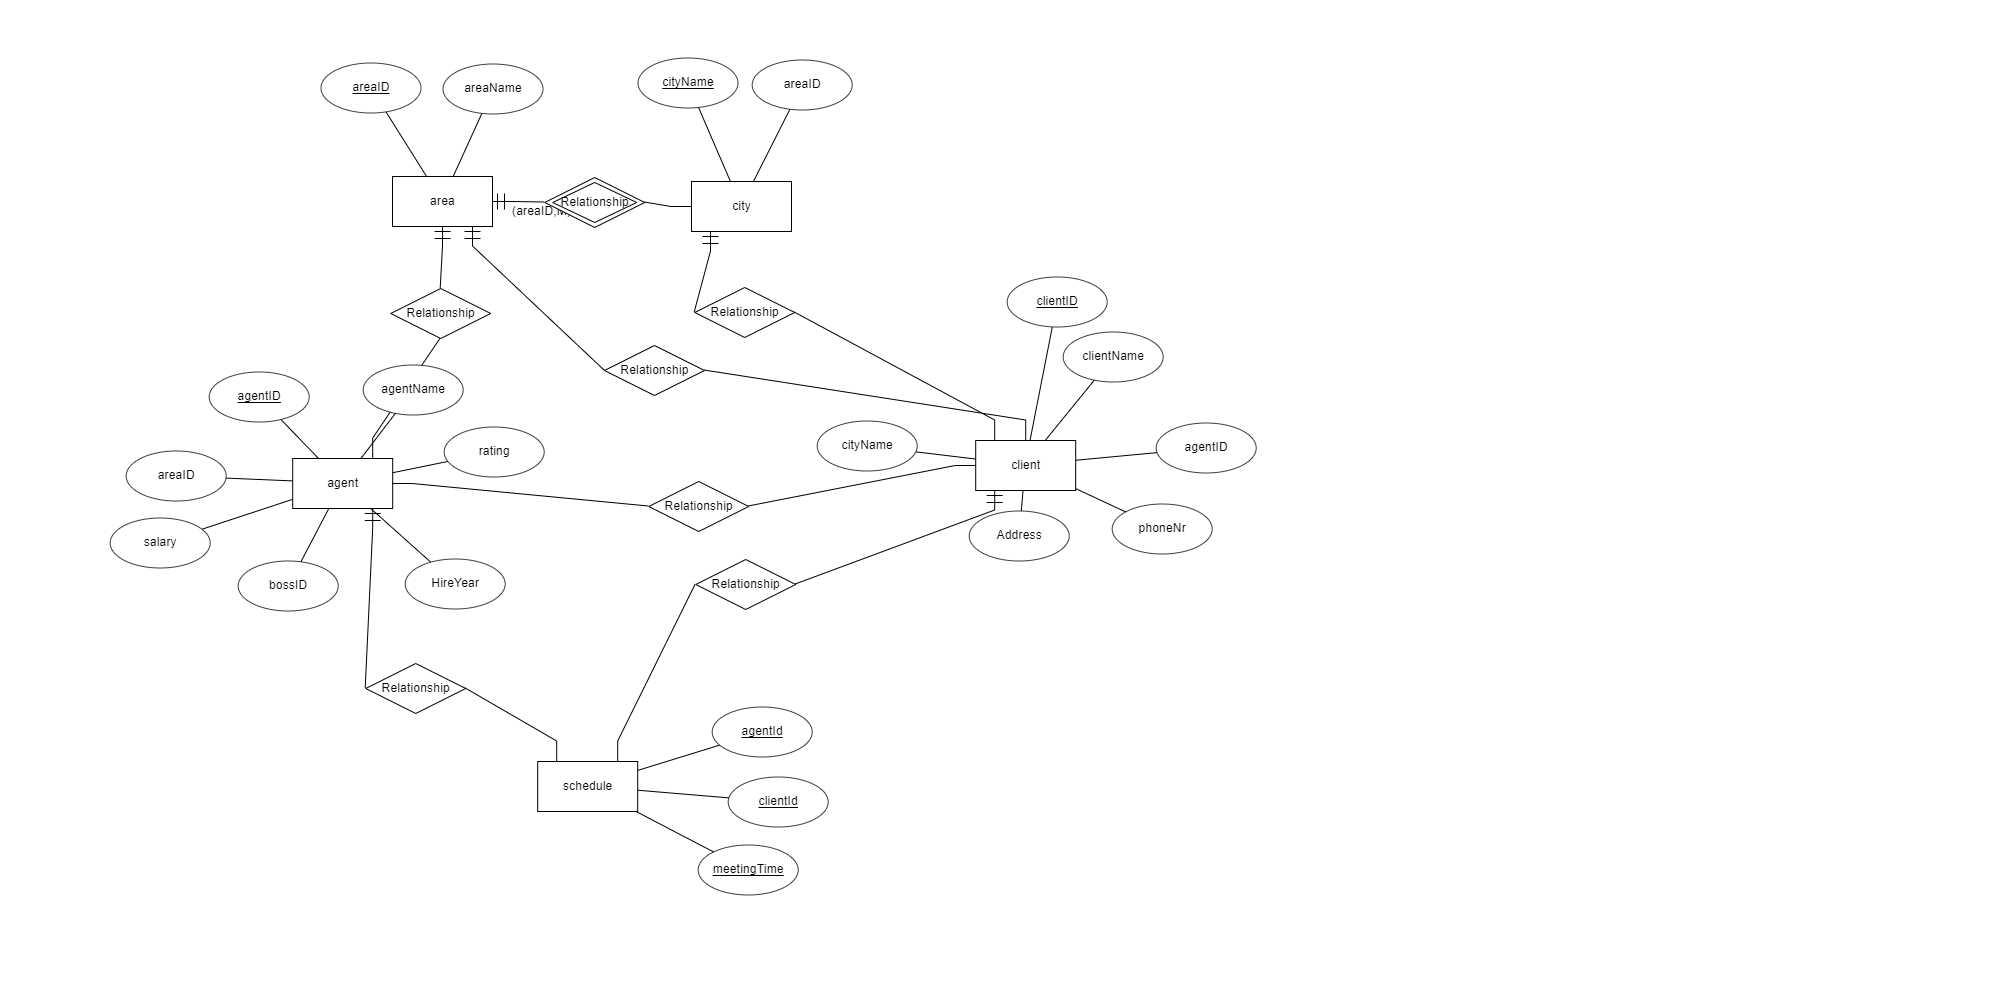 areaID
areaName
cityName
areaID
area
Relationship
(areaID,
city
Relationship
Relationship
clientID
clientName
Relationship
agentID
agentName
rating
cityName
client
agentID
areaID
agent
Relationship
salary
bossID
HireYear
Address
phoneNr
Relationship
Relationship
agentId
schedule
clientId
meetingTime